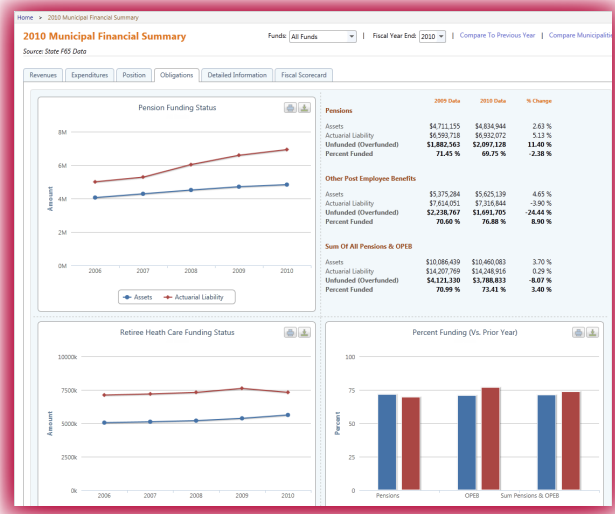 Home > 2010 Municipal Financial Summary
2010 Municipal Financial Summary
Funds: All Funds | Fiscal Year End: 2010 | Compare To Previous Year | Compare
Source: State F65 Data
Revenues Expenditures Position Obligations Detailed Information Fiscal Scorecard
Pension Funding Status
8M
6M
4M
2M
0M
Amount
2006 2007 2008 2009 2010
Assets Actuarial Liability
2009 Data 2010 Data % Change
Pensions
Assets $4,711,155 $4,834,944 2.63 %
Actuarial Liability $6,593,718 $6,932,072 5.13 %
Unfunded (Overfunded) $1,882,563 $2,097,128 11.40 %
Percent Funded 71.45 % 69.75 % -2.38 %
Other Post Employee Benefits
Assets $5,375,284 $5,625,139 4.65 %
Actuarial Liability $7,614,051 $7,316,844 -3.90 %
Unfunded (Overfunded) $2,238,767 $1,691,705 -24.44 %
Percent Funded 70.60 % 76.88 % 8.90 %
Sum Of All Pensions & OPEB
Assets $10,086,439 $10,460,083 3.70 %
Actuarial Liability $14,207,769 $14,248,916 0.29 %
Unfunded (Overfunded) $4,121,330 $3,788,833 -8.07 %
Percent Funded 70.99 % 73.41 % 3.40 %
Retiree Heath Care Funding Status
10000k
7500k
5000k
2500k
0k
Amount
2006 2007 2008 2009 2010
Percent Funding (Vs. Prior Year)
100
75
50
25
0
Percent
Pensions OPEB Sum Pensions & OPEB